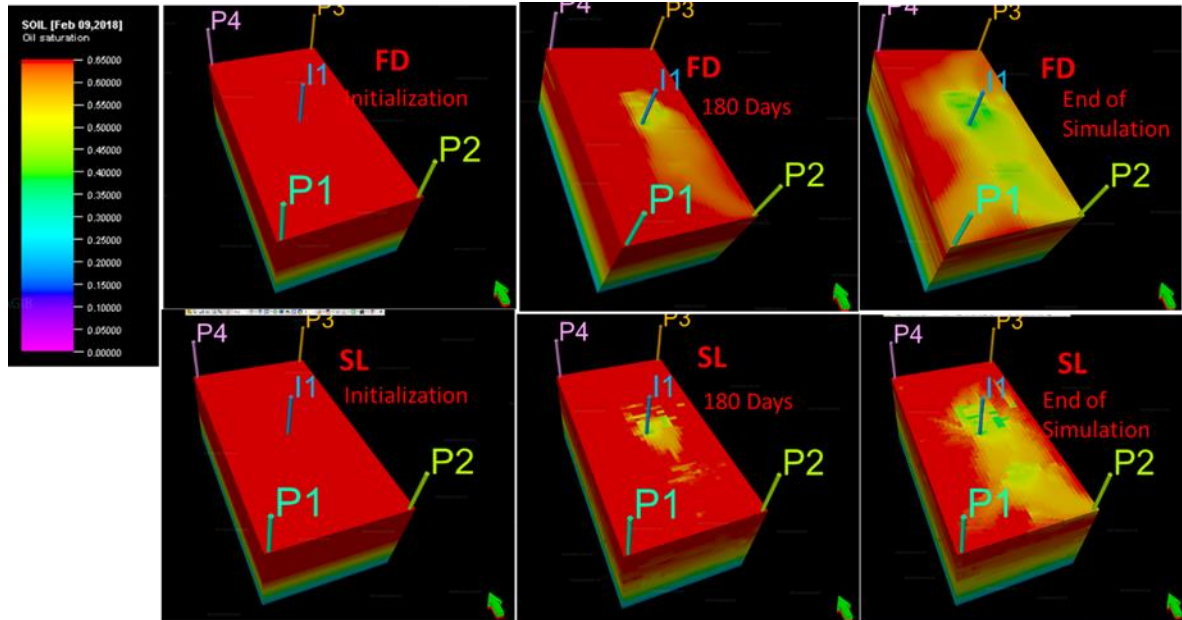 SOIL [Feb 09,2018]
Oil saturation
0.65000
0.60000
0.55000
0.50000
0.45000
0.40000
0.35000
0.30000
0.25000
0.20000
0.15000
0.10000
0.05000
0.00000
P4
P3
FD
I1
Initialization
P2
P1
P4
P3
FD
I1
180 Days
P2
P1
P4
P3
FD
I1
End of
Simulation
P2
P1
P4
P3
SL
I1
Initialization
P2
P1
P4
P3
SL
I1
180 Days
P2
P1
P4
P3
SL
I1
End of
Simulation
P2
P1